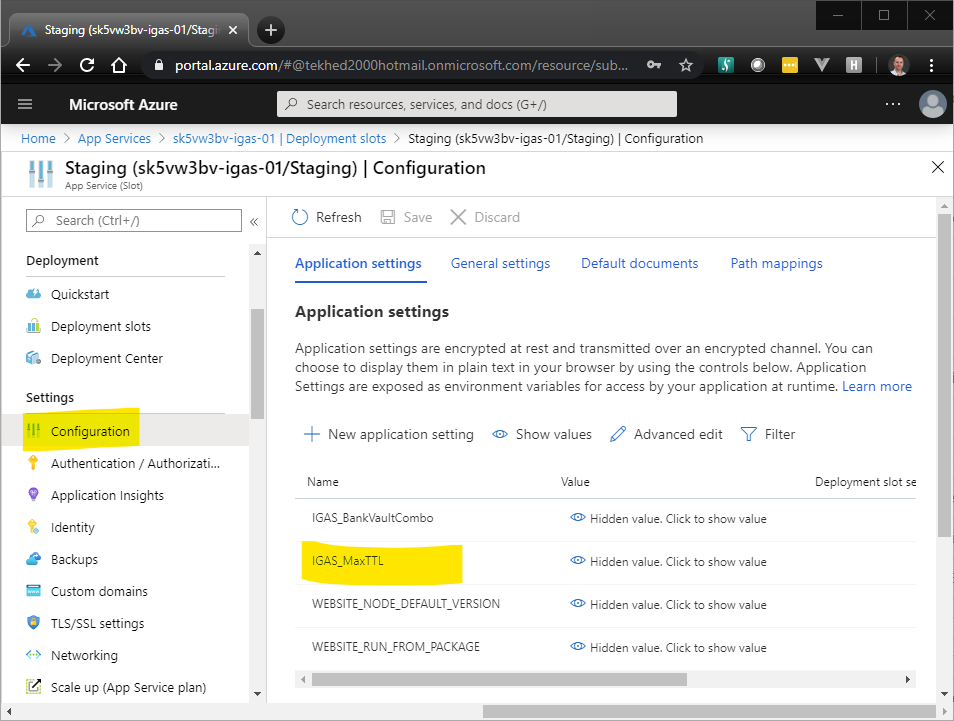 Staging (sk5vw3bv-igas-01/Stagi
portal.azure.com/#@tekhed2000hotmail.onmicrosoft.com/resource/sub...
Microsoft Azure
Search resources, services, and docs (G+/)
Home > App Services > sk5vw3bv-igas-01 | Deployment slots > Staging (sk5vw3bv-igas-01/Staging) | Configuration
Staging (sk5vw3bv-igas-01/Staging) | Configuration
App Service (Slot)
Search (Ctrl+/)
«
Deployment
Quickstart
Deployment slots
Deployment Center
Settings
Configuration
Authentication / Authorizati...
Application Insights
Identity
Backups
Custom domains
TLS/SSL settings
Networking
Scale up (App Service plan)
Refresh Save Discard
Application settings General settings Default documents Path mappings
Application settings
Application settings are encrypted at rest and transmitted over an encrypted channel. You can
choose to display them in plain text in your browser by using the controls below. Application
Settings are exposed as environment variables for access by your application at runtime. Learn more
New application setting Show values Advanced edit Filter
Name Value Deployment slot se
IGAS_BankVaultCombo Hidden value. Click to show value
IGAS_MaxTTL Hidden value. Click to show value
WEBSITE_NODE_DEFAULT_VERSION Hidden value. Click to show value
WEBSITE_RUN_FROM_PACKAGE Hidden value. Click to show value